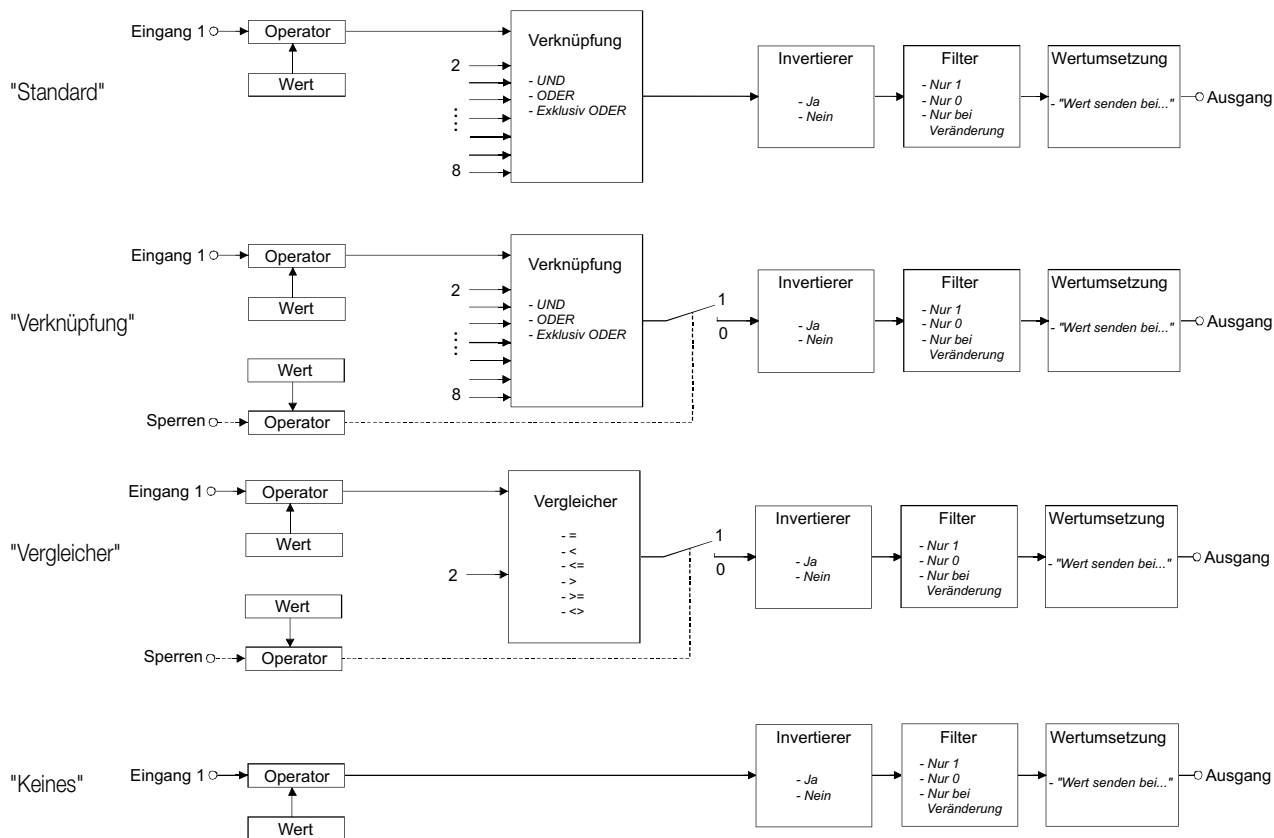 "Standard"
Eingang 1
Operator
Wert
2
8
Verknüpfung
- UND
- ODER
- Exklusiv ODER
Invertierer
- Ja
- Nein
Filter
- Nur 1
- Nur 0
- Nur bei
Veränderung
Wertumsetzung
- "Wert senden bei..."
Ausgang
"Verknüpfung"
Eingang 1
Operator
Wert
Wert
Sperren
Operator
2
8
Verknüpfung
- UND
- ODER
- Exklusiv ODER
1
0
Invertierer
- Ja
- Nein
Filter
- Nur 1
- Nur 0
- Nur bei
Veränderung
Wertumsetzung
- "Wert senden bei..."
Ausgang
"Vergleicher"
Eingang 1
Operator
Wert
Wert
Sperren
Operator
2
Vergleicher
- =
- <
- <=
- >
- >=
- <>
1
0
Invertierer
- Ja
- Nein
Filter
- Nur 1
- Nur 0
- Nur bei
Veränderung
Wertumsetzung
- "Wert senden bei..."
Ausgang
"Keines"
Eingang 1
Operator
Wert
Invertierer
- Ja
- Nein
Filter
- Nur 1
- Nur 0
- Nur bei
Veränderung
Wertumsetzung
- "Wert senden bei..."
Ausgang